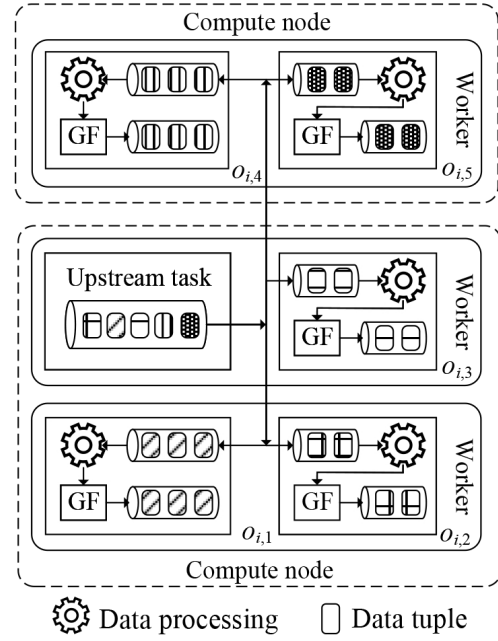 Compute node
GF
O_{i,4}
GF
O_{i,5}
Worker
Upstream task
GF
O_{i,3}
Worker
GF
O_{i,1}
GF
O_{i,2}
Worker
Compute node
Data processing
Data tuple